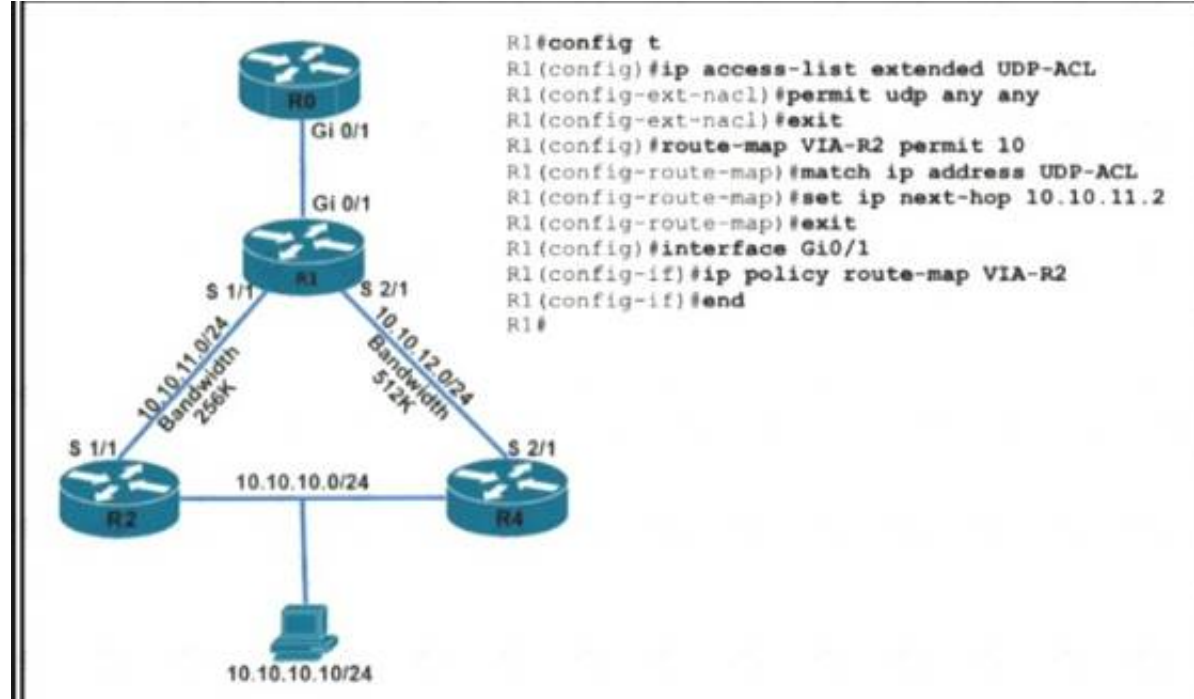 R1#config t
R1(config)#ip access-list extended UDP-ACL
R1(config-ext-nacl)#permit udp any any
R1(config-ext-nacl)#exit
R1(config)#route-map VIA-R2 permit 10
R1(config-route-map)#match ip address UDP-ACL
R1(config-route-map)#set ip next-hop 10.10.11.2
R1(config-route-map)#exit
R1(config)#interface Gi0/1
R1(config-if)#ip policy route-map VIA-R2
R1(config-if)#end
R1#
R0
Gi 0/1
Gi 0/1
R1
S 1/1
S 2/1
10.10.11.0/24
Bandwidth
256K
10.10.12.0/24
Bandwidth
512K
S 1/1
S 2/1
R2
10.10.10.0/24
R4
10.10.10.10/24